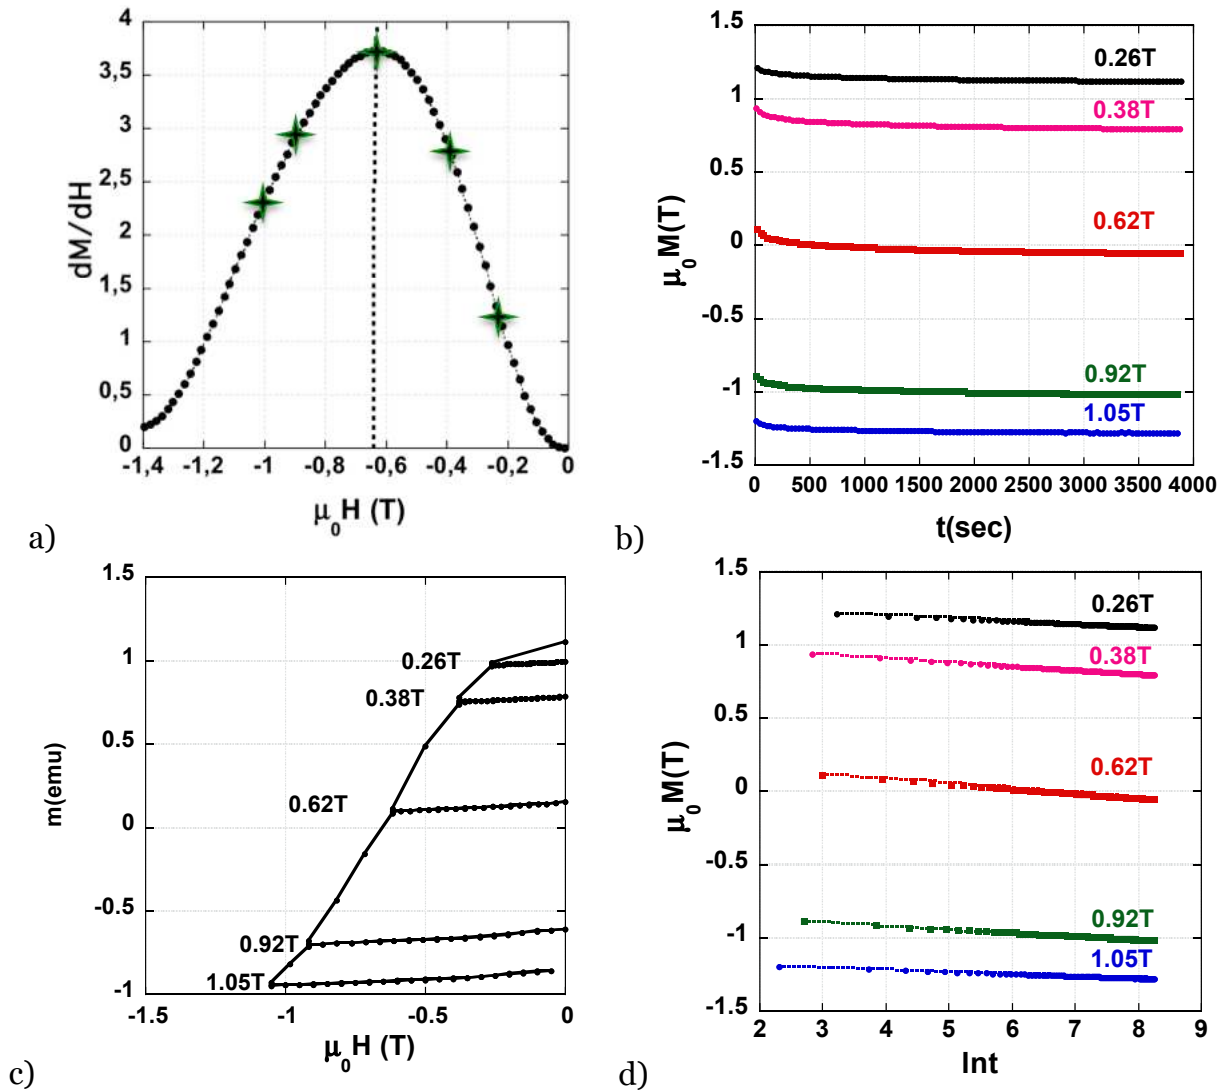 4
3,5
3
2,5
2
1,5
1
0,5
0
dM/dH
-1,4 -1,2 -1 -0,8 -0,6 -0,4 -0,2 0
μ0H (T)
a)
1.5
1
0.5
0
-0.5
-1
-1.5
μ0M(T)
0.26T
0.38T
0.62T
0.92T
1.05T
0 500 1000 1500 2000 2500 3000 3500 4000
t(sec)
b)
1.5
1
0.5
0
-0.5
-1
m(emu)
0.26T
0.38T
0.62T
0.92T
1.05T
-1.5 -1 -0.5 0
μ0H (T)
c)
1.5
1
0.5
0
-0.5
-1
-1.5
μ0M(T)
0.26T
0.38T
0.62T
0.92T
1.05T
2 3 4 5 6 7 8 9
lnt
d)